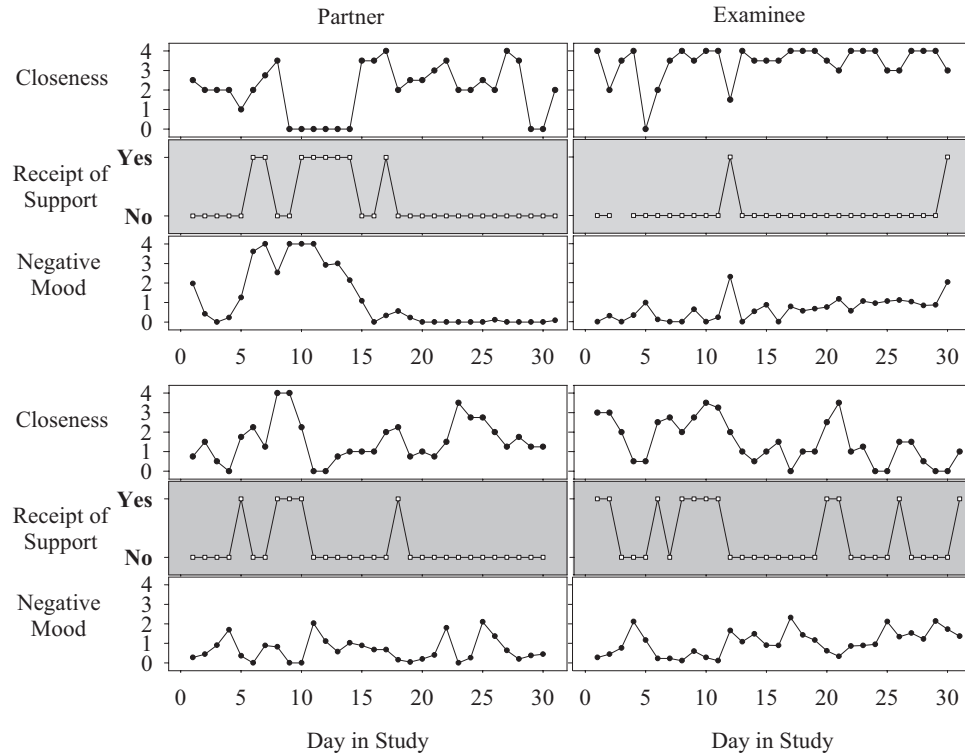 Partner Examinee
Closeness 4 3 2 1 0
Receipt of Support Yes No
Negative Mood 4 3 2 1 0
0 5 10 15 20 25 30 0 5 10 15 20 25 30
Closeness 4 3 2 1 0
Receipt of Support Yes No
Negative Mood 4 3 2 1 0
0 5 10 15 20 25 30 0 5 10 15 20 25 30
Day in Study Day in Study